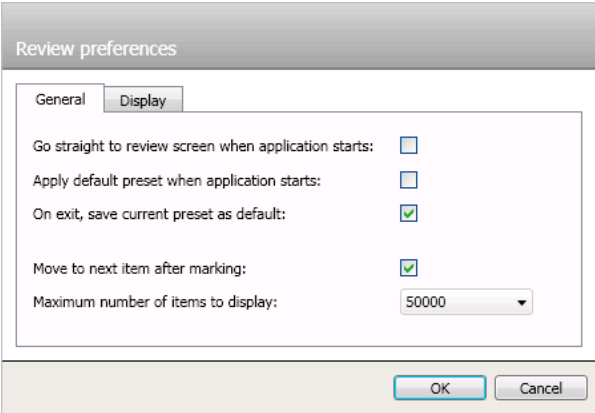 Review preferences
General Display
Go straight to review screen when application starts:
Apply default preset when application starts:
On exit, save current preset as default:
Move to next item after marking:
Maximum number of items to display: 50000
OK Cancel